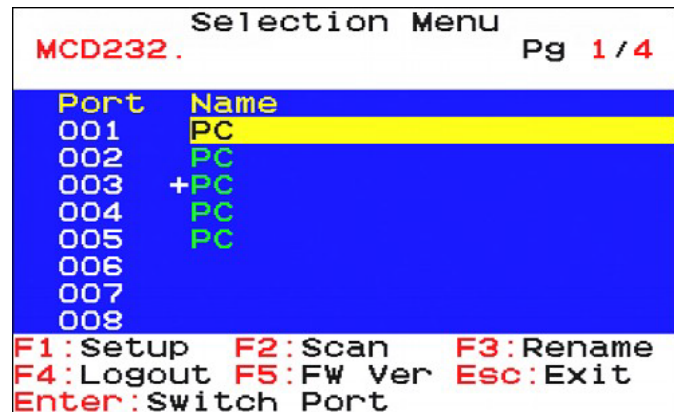 Selection Menu
MCD232. Pg 1/4
Port Name
001 PC
002 PC
003 +PC
004 PC
005 PC
006
007
008
F1:Setup F2:Scan F3:Rename
F4:Logout F5:FW Ver Esc:Exit
Enter:Switch Port